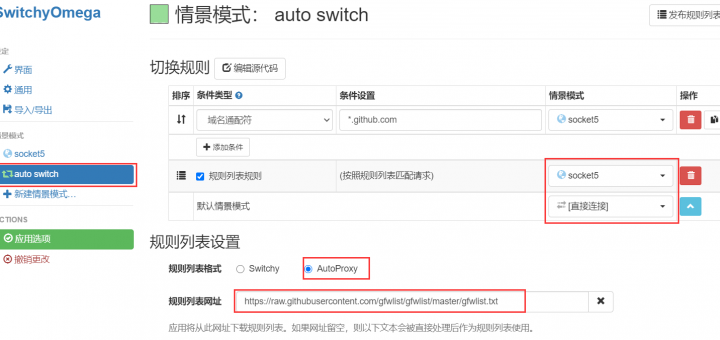 SwitchyOmega
情景模式： auto switch
发布规则列表
设定
界面
通用
导入/导出
情景模式
socket5
auto switch
新建情景模式…
ACTIONS
应用选项
撤销更改
切换规则 编辑源代码
排序 条件类型 条件设置 情景模式 操作
域名通配符 *.github.com socket5
添加条件
规则列表规则 (按照规则列表匹配请求) socket5
默认情景模式 [直接连接]
规则列表设置
规则列表格式 Switchy AutoProxy
规则列表网址 https://raw.githubusercontent.com/gfwlist/gfwlist/master/gfwlist.txt
应用将从此网址下载规则列表。如果网址留空，则以下文本会被直接处理后作为规则列表使用。